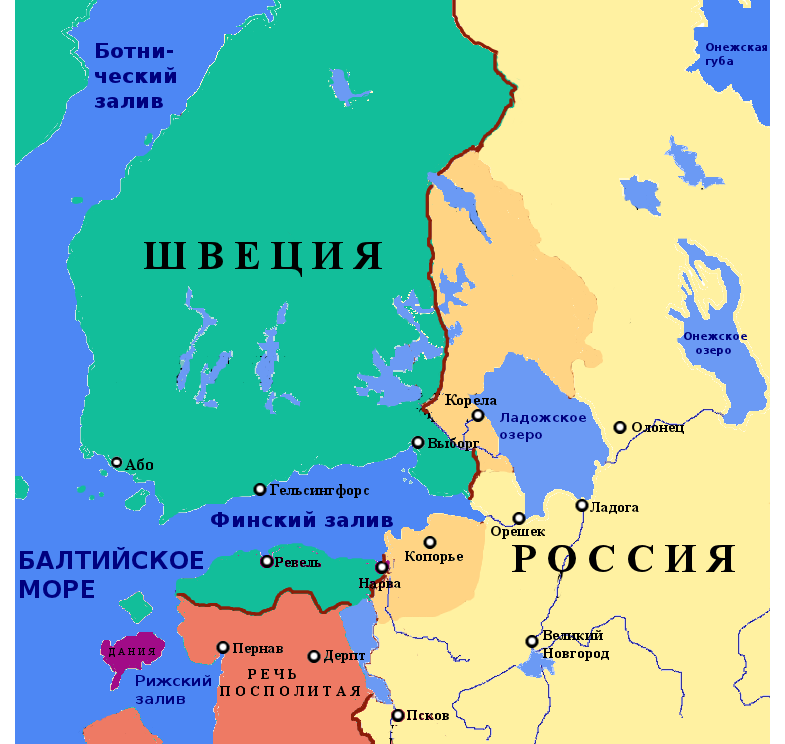 Ботни-
ческий
залив
Онежская
губа
ШВЕЦИЯ
Онежское
озеро
Корела
Ладожское
озеро
Олонец
Выборг
Або
Гельсингфорс
Ладога
Финский залив
Орешек
БАЛТИЙСКОЕ
МОРЕ
Ревель
Копорье
РОССИЯ
Нарва
ДАНИЯ
Пернав
Дерпт
Великий
Новгород
Рижский
залив
РЕЧЬ
ПОСПОЛИТАЯ
Псков